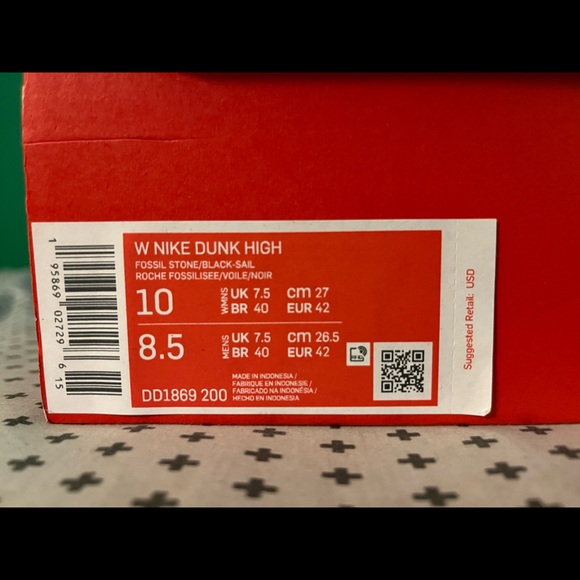 W NIKE DUNK HIGH
FOSSIL STONE/BLACK-SAIL
ROCHE FOSSILISEE/VOILE/NOIR
10 WMNS UK 7.5 CM 27
BR 40 EUR 42
8.5 MENS UK 7.5 CM 26.5
BR 40 EUR 42
MADE IN INDONESIA /
FABRIQUE EN INDONESIE /
FABRICADO NA INDONÉSIA /
HECHO EN INDONESIA
DD1869 200
1 95869 02729 6 15
Suggested Retail: USD